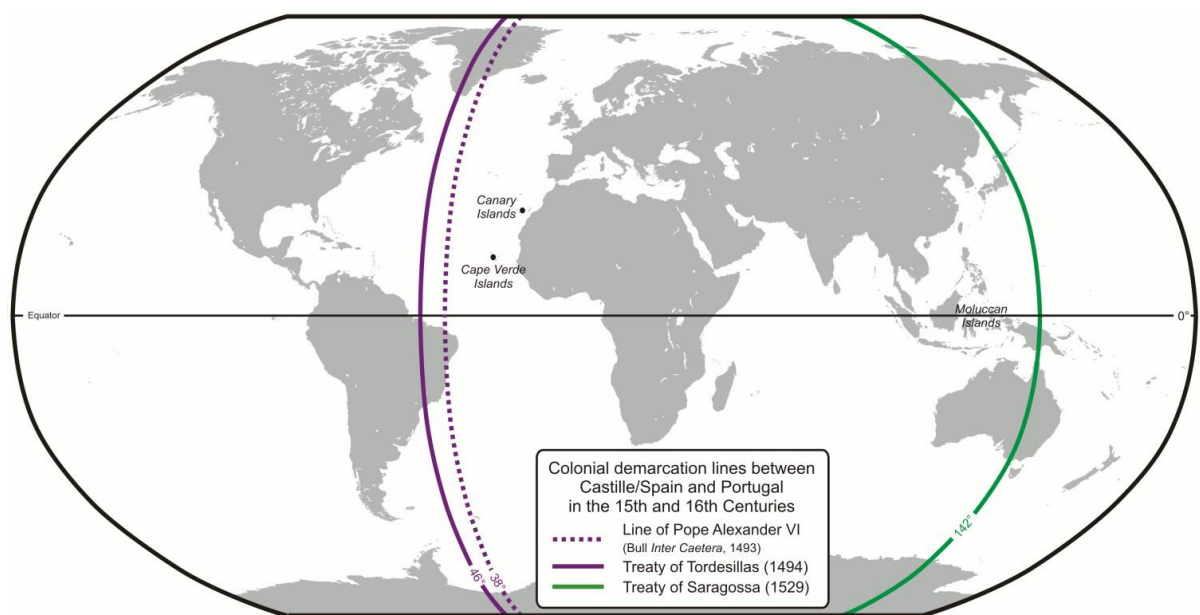 Canary
Islands
Cape Verde
Islands
Equator
Moluccan
Islands
0°
Colonial demarcation lines between
Castille/Spain and Portugal
in the 15th and 16th Centuries
Line of Pope Alexander VI
(Bull Inter Caetera, 1493)
Treaty of Tordesillas (1494)
Treaty of Saragossa (1529)
142°
46°
38°